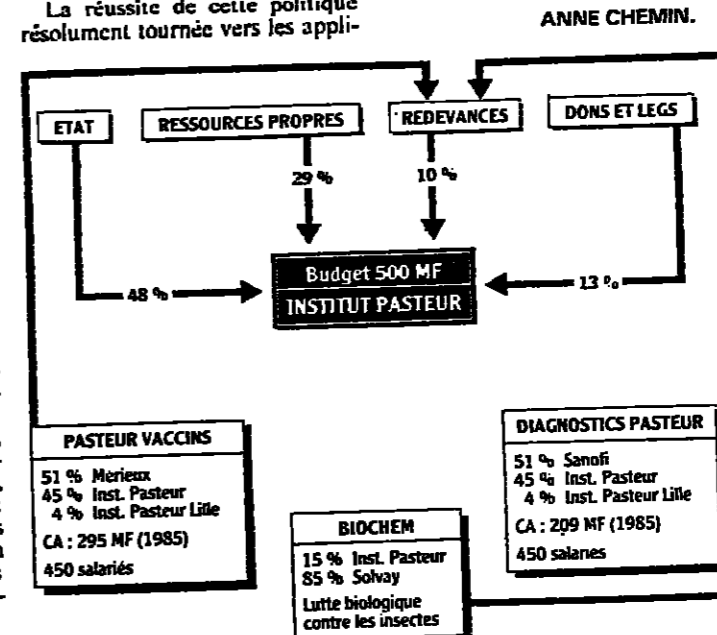 La réussite de cette politique
résolument tournée vers les appli-
ANNE CHEMIN.
ETAT
RESSOURCES PROPRES
REDEVANCES
DONS ET LEGS
29 %
10 %
48 %
13 %
Budget 500 MF
INSTITUT PASTEUR
PASTEUR VACCINS
51 % Mérieux
45 % Inst. Pasteur
4 % Inst. Pasteur Lille
CA : 295 MF (1985)
450 salariés
BIOCHEM
15 % Inst. Pasteur
85 % Solvay
Lutte biologique
contre les insectes
DIAGNOSTICS PASTEUR
51 % Sanofi
45 % Inst. Pasteur
4 % Inst. Pasteur Lille
CA : 209 MF (1985)
450 salaries